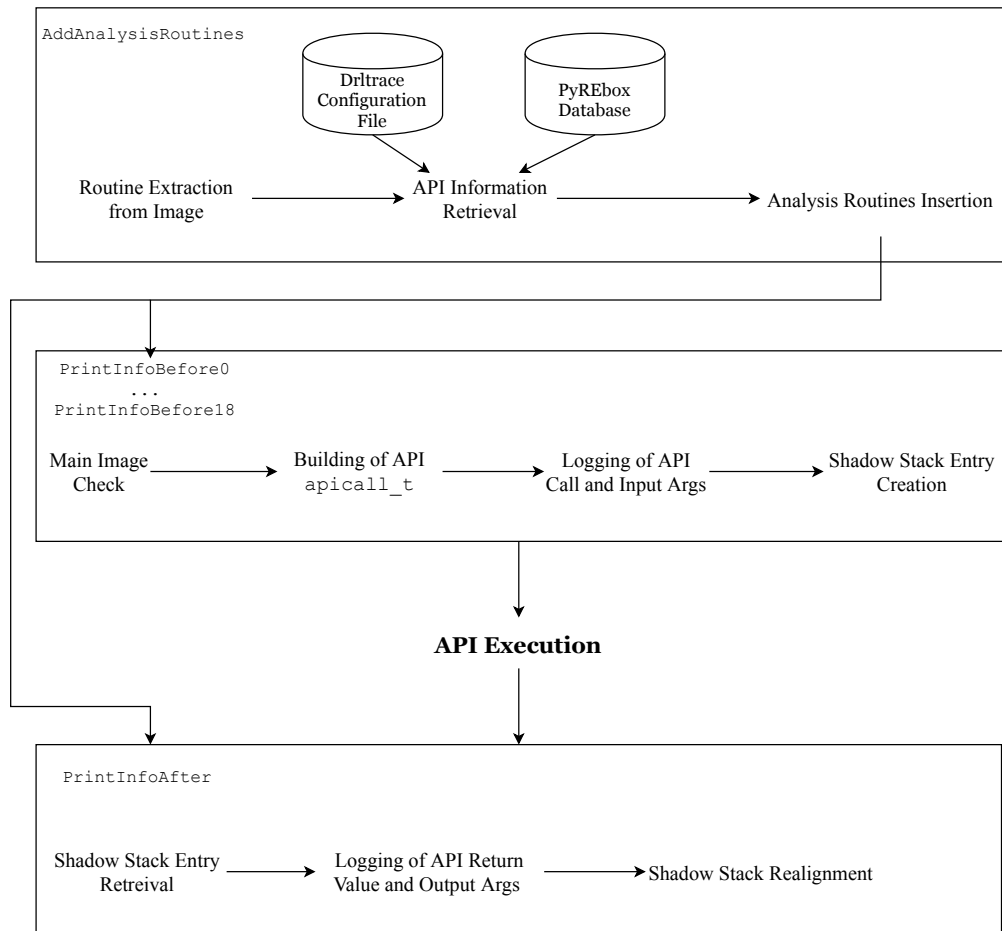 AddAnalysisRoutines
Drltrace
Configuration
File
PyREbox
Database
Routine Extraction
from Image
API Information
Retrieval
Analysis Routines Insertion
PrintInfoBefore0
...
PrintInfoBefore18
Main Image
Check
Building of API
apicall_t
Logging of API
Call and Input Args
Shadow Stack Entry
Creation
API Execution
PrintInfoAfter
Shadow Stack Entry
Retreival
Logging of API Return
Value and Output Args
Shadow Stack Realignment